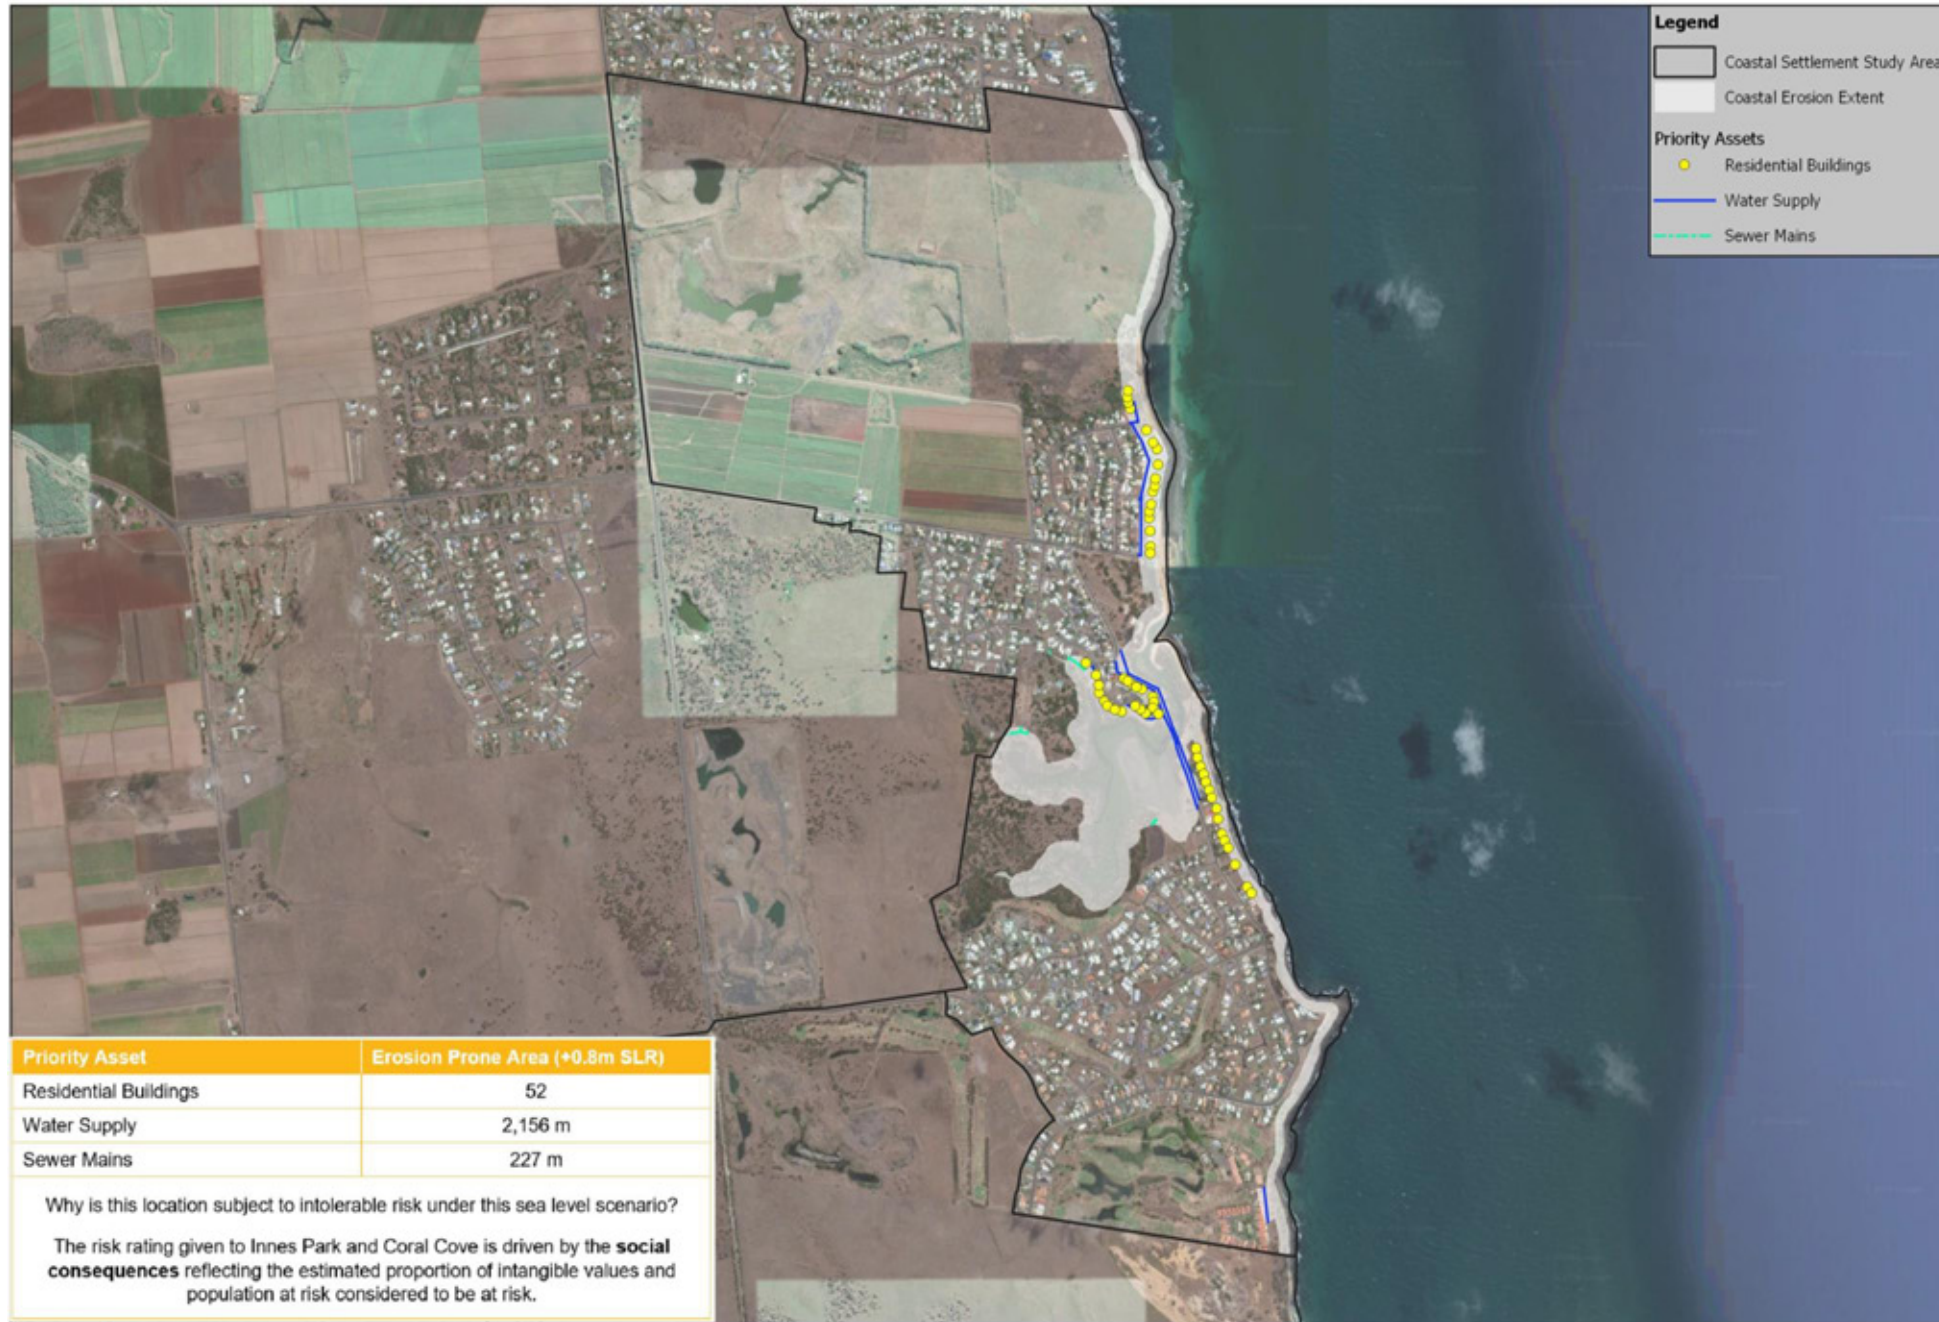 Legend
Coastal Settlement Study Area
Coastal Erosion Extent
Priority Assets
Residential Buildings
Water Supply
Sewer Mains
Priority Asset Erosion Prone Area (+0.8m SLR)
Residential Buildings 52
Water Supply 2,156 m
Sewer Mains 227 m
Why is this location subject to intolerable risk under this sea level scenario?
The risk rating given to Innes Park and Coral Cove is driven by the social
consequences reflecting the estimated proportion of intangible values and
population at risk considered to be at risk.